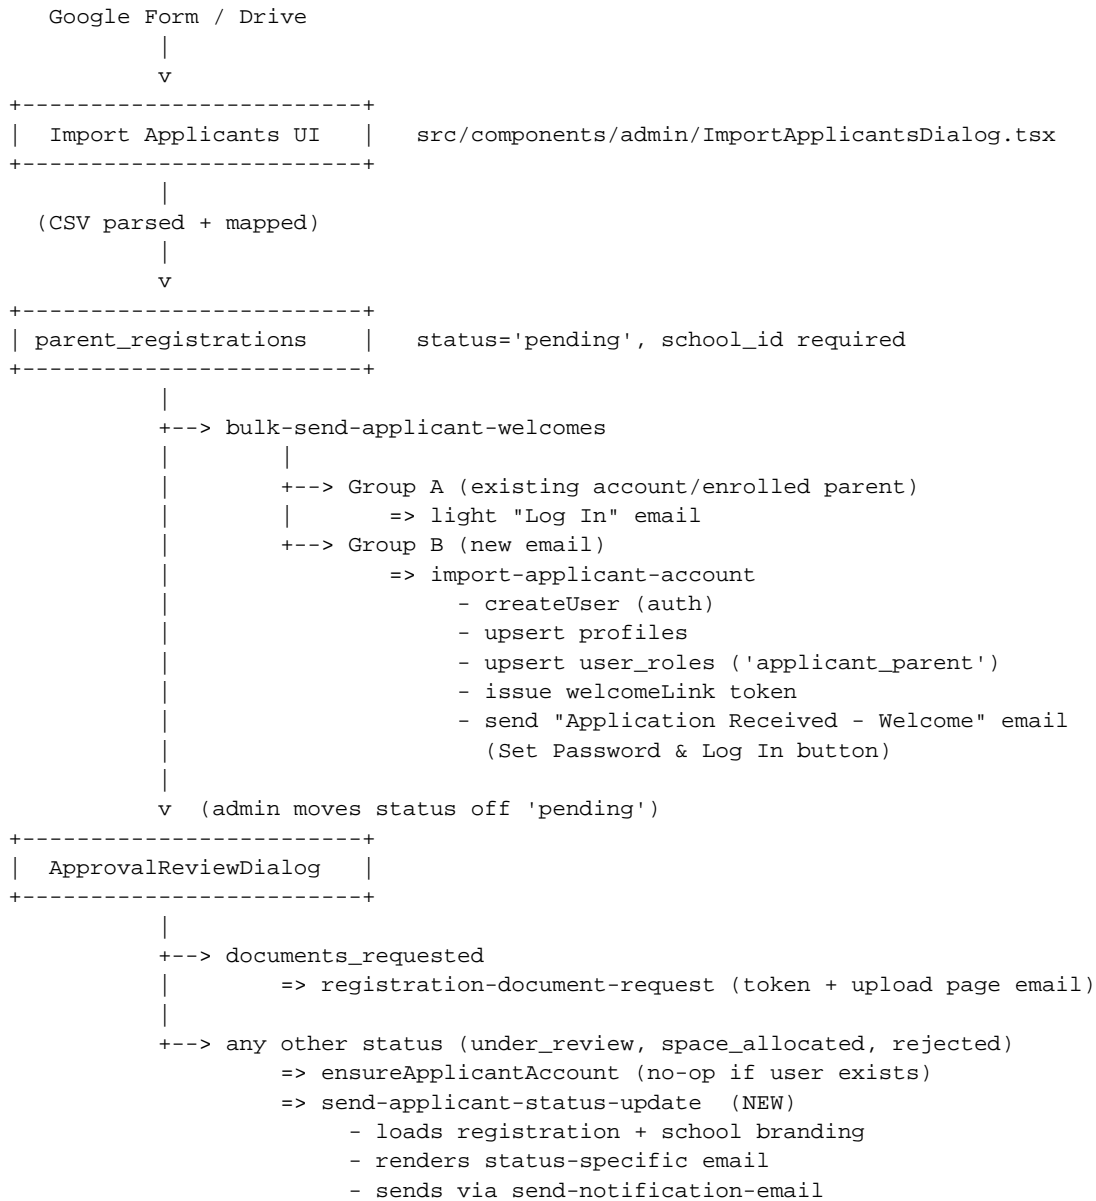 Google Form / Drive
|
v
+-------------------------+
| Import Applicants UI | src/components/admin/ImportApplicantsDialog.tsx
+-------------------------+
|
(CSV parsed + mapped)
|
v
+-------------------------+
| parent_registrations | status='pending', school_id required
+-------------------------+
|
+--> bulk-send-applicant-welcomes
| |
| +--> Group A (existing account/enrolled parent)
| | => light "Log In" email
| +--> Group B (new email)
| => import-applicant-account
| - createUser (auth)
| - upsert profiles
| - upsert user_roles ('applicant_parent')
| - issue welcomeLink token
| - send "Application Received - Welcome" email
| (Set Password & Log In button)
|
v (admin moves status off 'pending')
+-------------------------+
| ApprovalReviewDialog |
+-------------------------+
|
+--> documents_requested
| => registration-document-request (token + upload page email)
|
+--> any other status (under_review, space_allocated, rejected)
=> ensureApplicantAccount (no-op if user exists)
=> send-applicant-status-update (NEW)
- loads registration + school branding
- renders status-specific email
- sends via send-notification-email